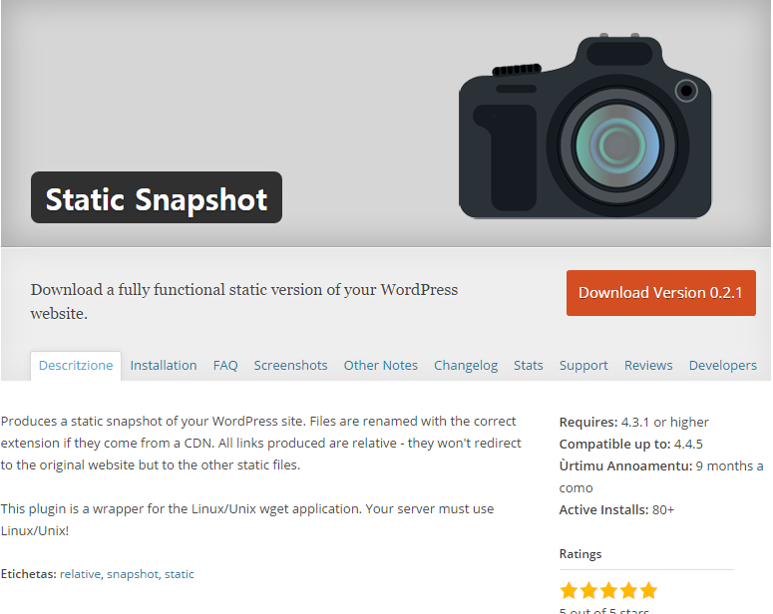 Static Snapshot
Download a fully functional static version of your WordPress
website.
Download Version 0.2.1
Descritzione Installation FAQ Screenshots Other Notes Changelog Stats Support Reviews Developers
Produces a static snapshot of your WordPress site. Files are renamed with the correct
extension if they come from a CDN. All links produced are relative - they won't redirect
to the original website but to the other static files.
This plugin is a wrapper for the Linux/Unix wget application. Your server must use
Linux/Unix!
Etichetas: relative, snapshot, static
Requires: 4.3.1 or higher
Compatible up to: 4.4.5
Ùrtimu Annoamentu: 9 months a
como
Active Installs: 80+
Ratings
5 out of 5 stars